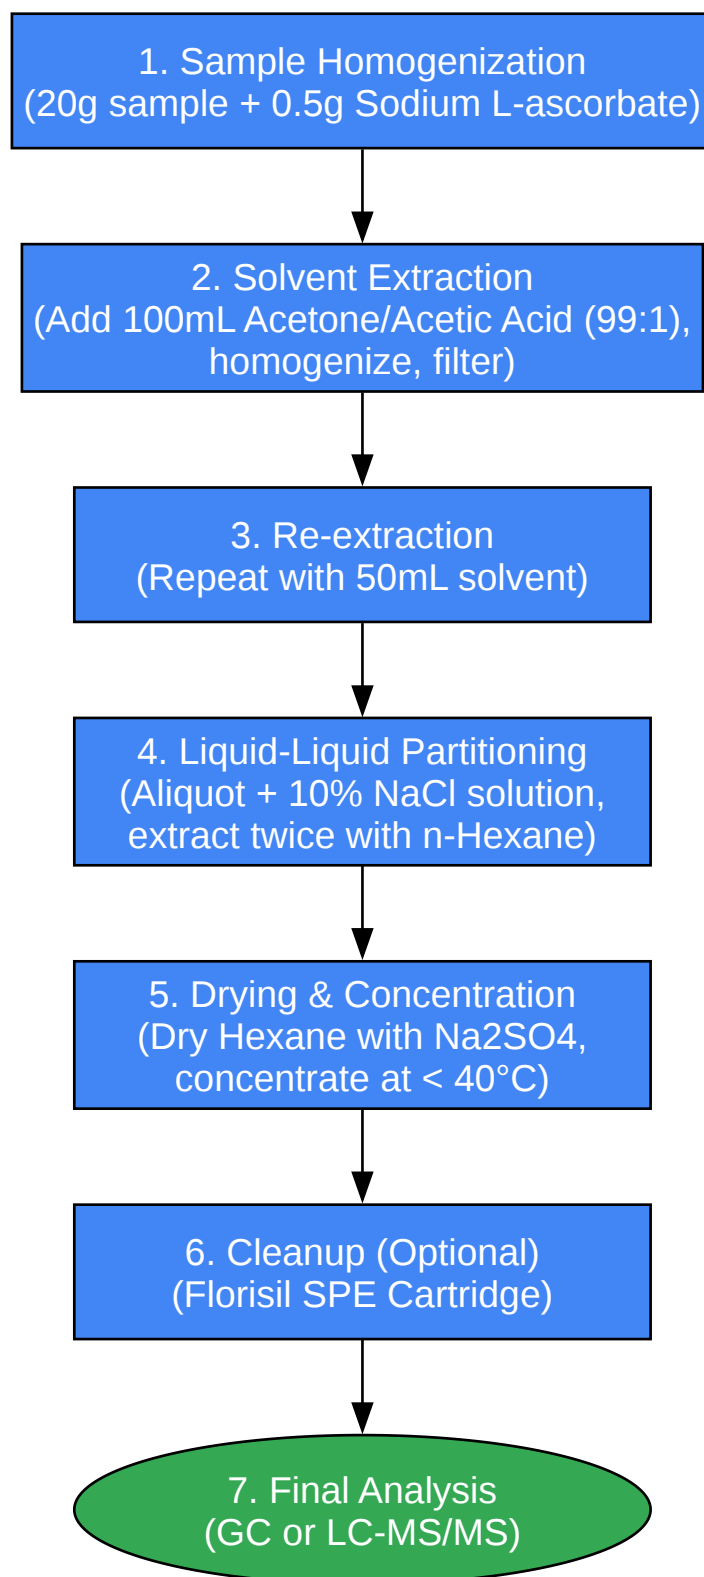 1. Sample Homogenization
(20g sample + 0.5g Sodium L-ascorbate)
2. Solvent Extraction
(Add 100mL Acetone/Acetic Acid (99:1),
homogenize, filter)
3. Re-extraction
(Repeat with 50mL solvent)
4. Liquid-Liquid Partitioning
(Aliquot + 10% NaCl solution,
extract twice with n-Hexane)
5. Drying & Concentration
(Dry Hexane with Na2SO4,
concentrate at < 40°C)
6. Cleanup (Optional)
(Florisil SPE Cartridge)
7. Final Analysis
(GC or LC-MS/MS)